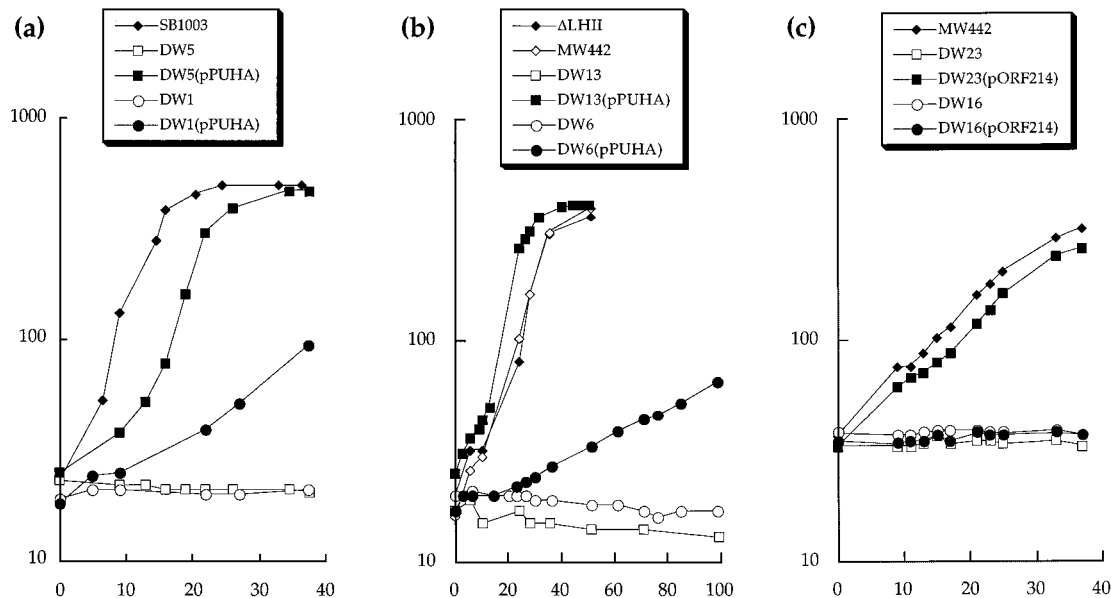 (a)
SB1003
DW5
DW5(pPUHA)
DW1
DW1(pPUHA)
1000
100
10
0 10 20 30 40
(b)
ΔLHII
MW442
DW13
DW13(pPUHA)
DW6
DW6(pPUHA)
1000
100
10
0 20 40 60 80 100
(c)
MW442
DW23
DW23(pORF214)
DW16
DW16(pORF214)
1000
100
10
0 10 20 30 40